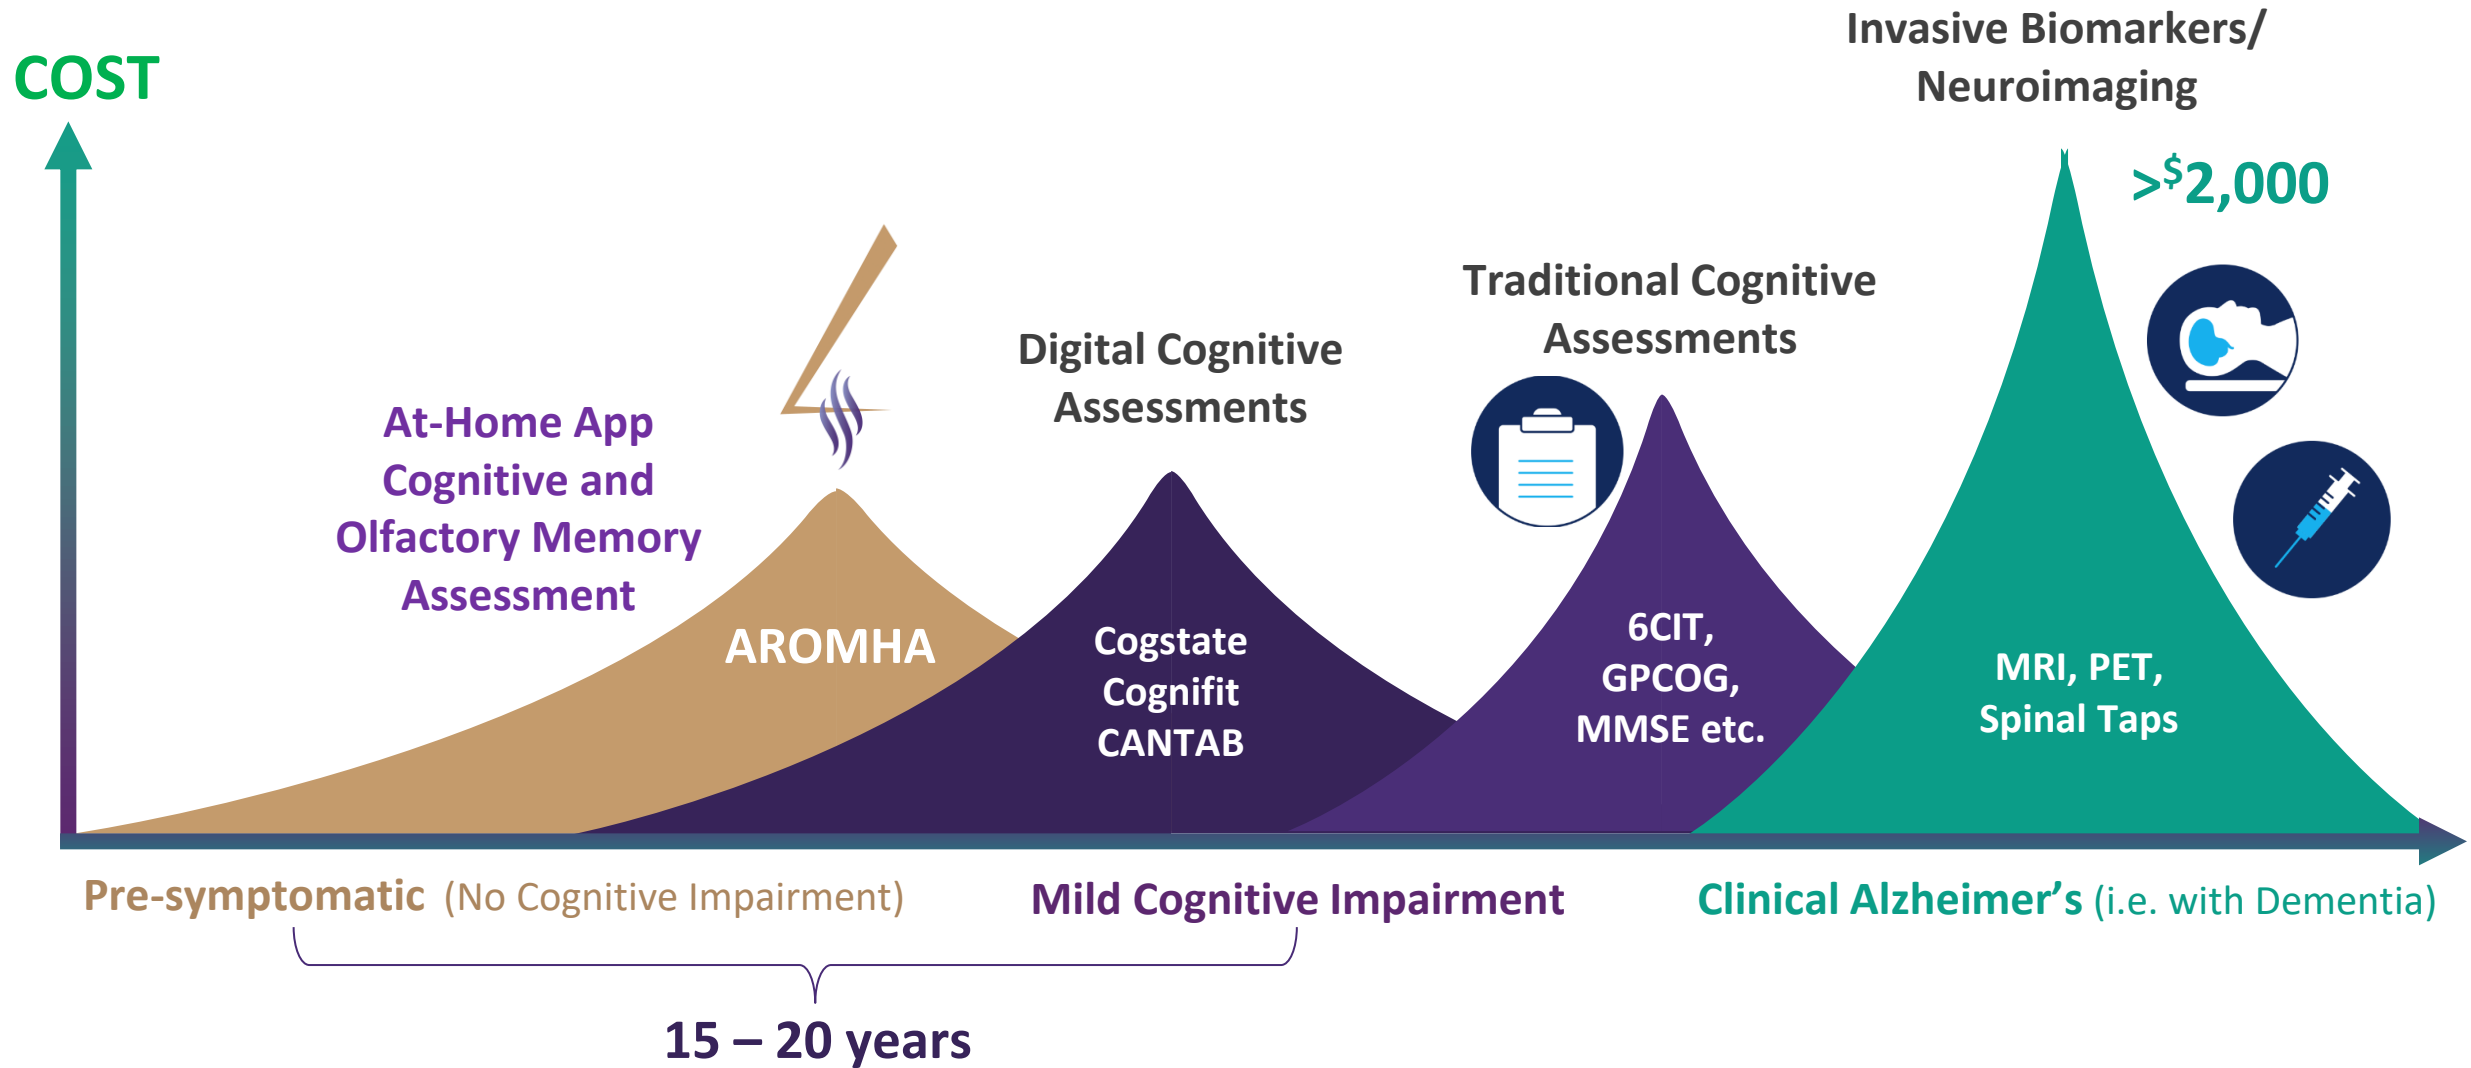 COST
Invasive Biomarkers/
Neuroimaging
>$2,000
Traditional Cognitive
Assessments
Digital Cognitive
Assessments
At-Home App
Cognitive and
Olfactory Memory
Assessment
AROMHA
Cogstate
Cognifit
CANTAB
6CIT,
GPCOG,
MMSE etc.
MRI, PET,
Spinal Taps
Pre-symptomatic (No Cognitive Impairment)
Mild Cognitive Impairment
Clinical Alzheimer’s (i.e. with Dementia)
15 – 20 years